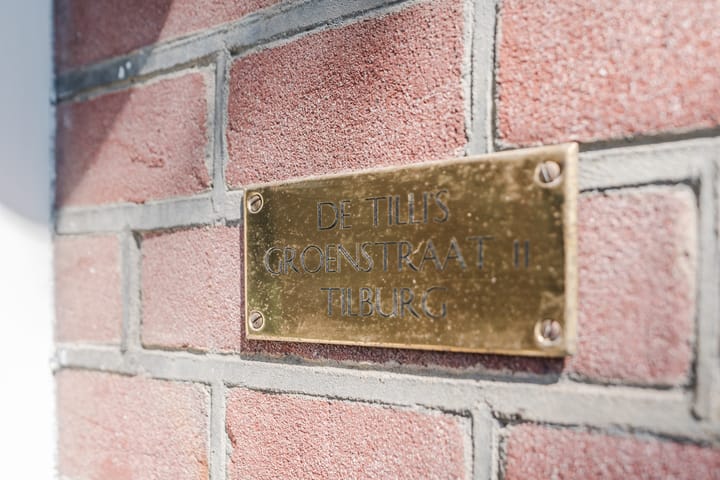 DE TILLIS
GROENSTRAAT 11
TILBURG